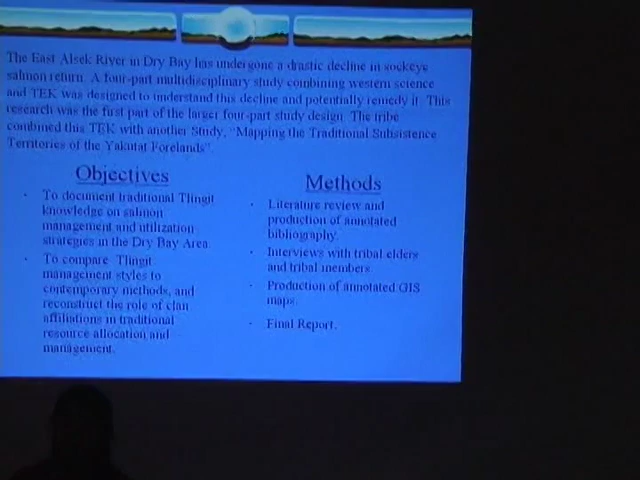 The East Alsek River in Dry Bay has undergone a drastic decline in sockeye
salmon return. A four-part multidisciplinary study combining western science
and TEK was designed to understand this decline and potentially remedy it. This
research was the first part of the larger four-part study design. The tribe
combined this TEK with another Study, “Mapping the Traditional Subsistence
Territories of the Yakutat Forelands”.
Objectives
· To document traditional Tlingit
knowledge on salmon
management and utilization
strategies in the Dry Bay Area.
· To compare Tlingit
management styles to
contemporary methods, and
reconstruct the role of clan
affiliations in traditional
resource allocation and
management.
Methods
· Literature review and
production of annotated
bibliography.
· Interviews with tribal elders
and tribal members
· Production of annotated GIS
maps.
· Final Report.